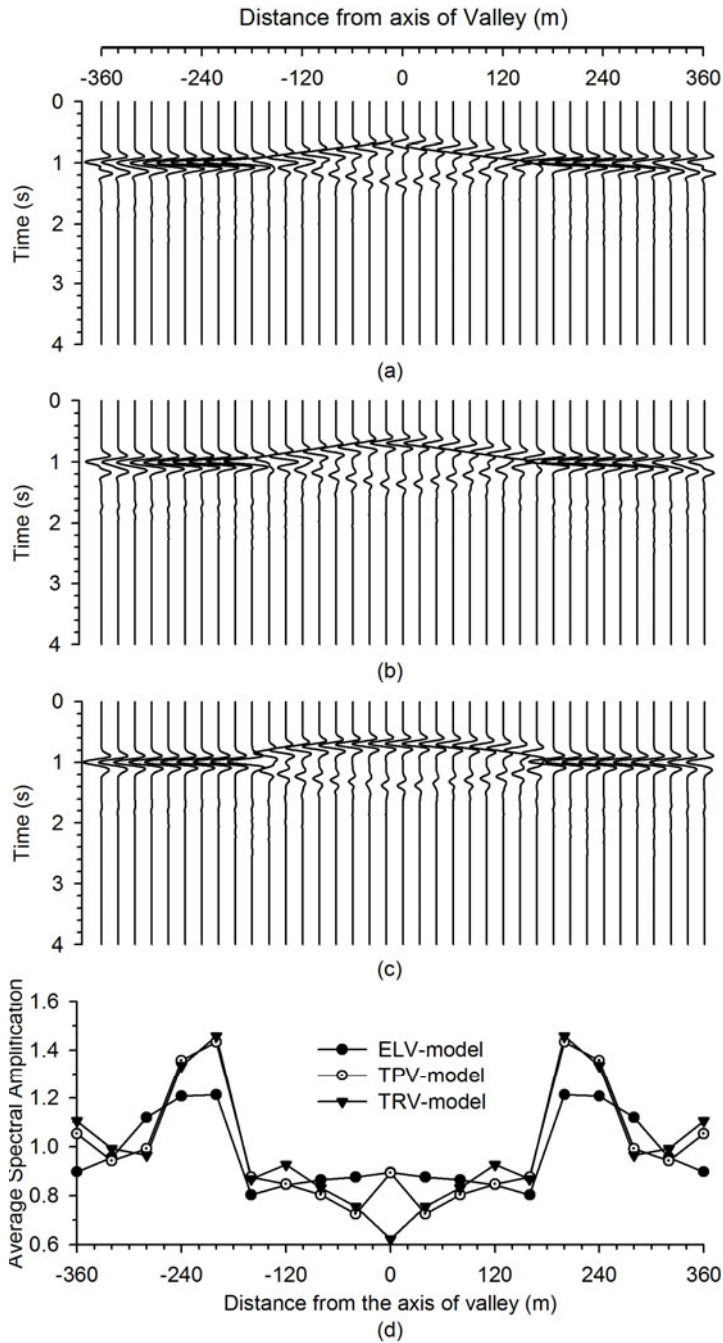 Distance from axis of Valley (m)
-360 -240 -120 0 120 240 360
0
1
2
3
4
Time (s)
(a)
0
1
2
3
4
Time (s)
(b)
0
1
2
3
4
Time (s)
(c)
1.6
1.4
1.2
1.0
0.8
0.6
Average Spectral Amplification
ELV-model
TPV-model
TRV-model
-360 -240 -120 0 120 240 360
Distance from the axis of valley (m)
(d)